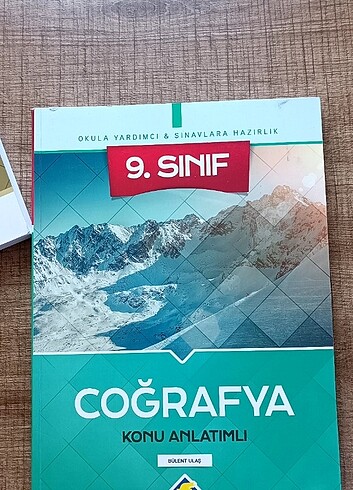 OKULA YARDIMCI & SINAVLARA HAZIRLIK
9. SINIF
COĞRAFYA
KONU ANLATIMLI
BÜLENT ULAŞ